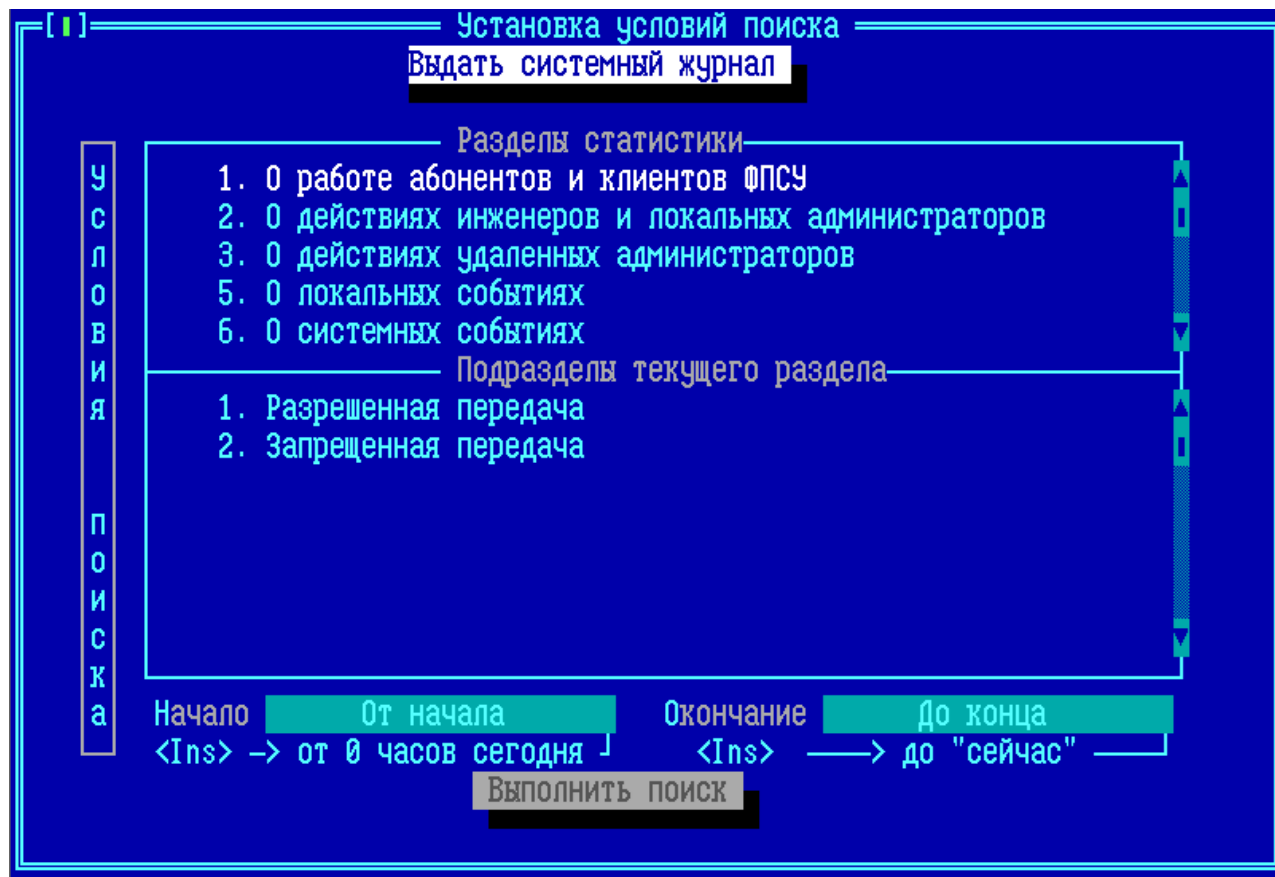 [▮] Установка условий поиска
Выдать системный журнал
Условия поиска
Разделы статистики
1. О работе абонентов и клиентов ФПСУ
2. О действиях инженеров и локальных администраторов
3. О действиях удаленных администраторов
5. О локальных событиях
6. О системных событиях
Подразделы текущего раздела
1. Разрешенная передача
2. Запрещенная передача
Начало От начала Окончание До конца
<Ins> —> от 0 часов сегодня <Ins> ———> до "сейчас"
Выполнить поиск